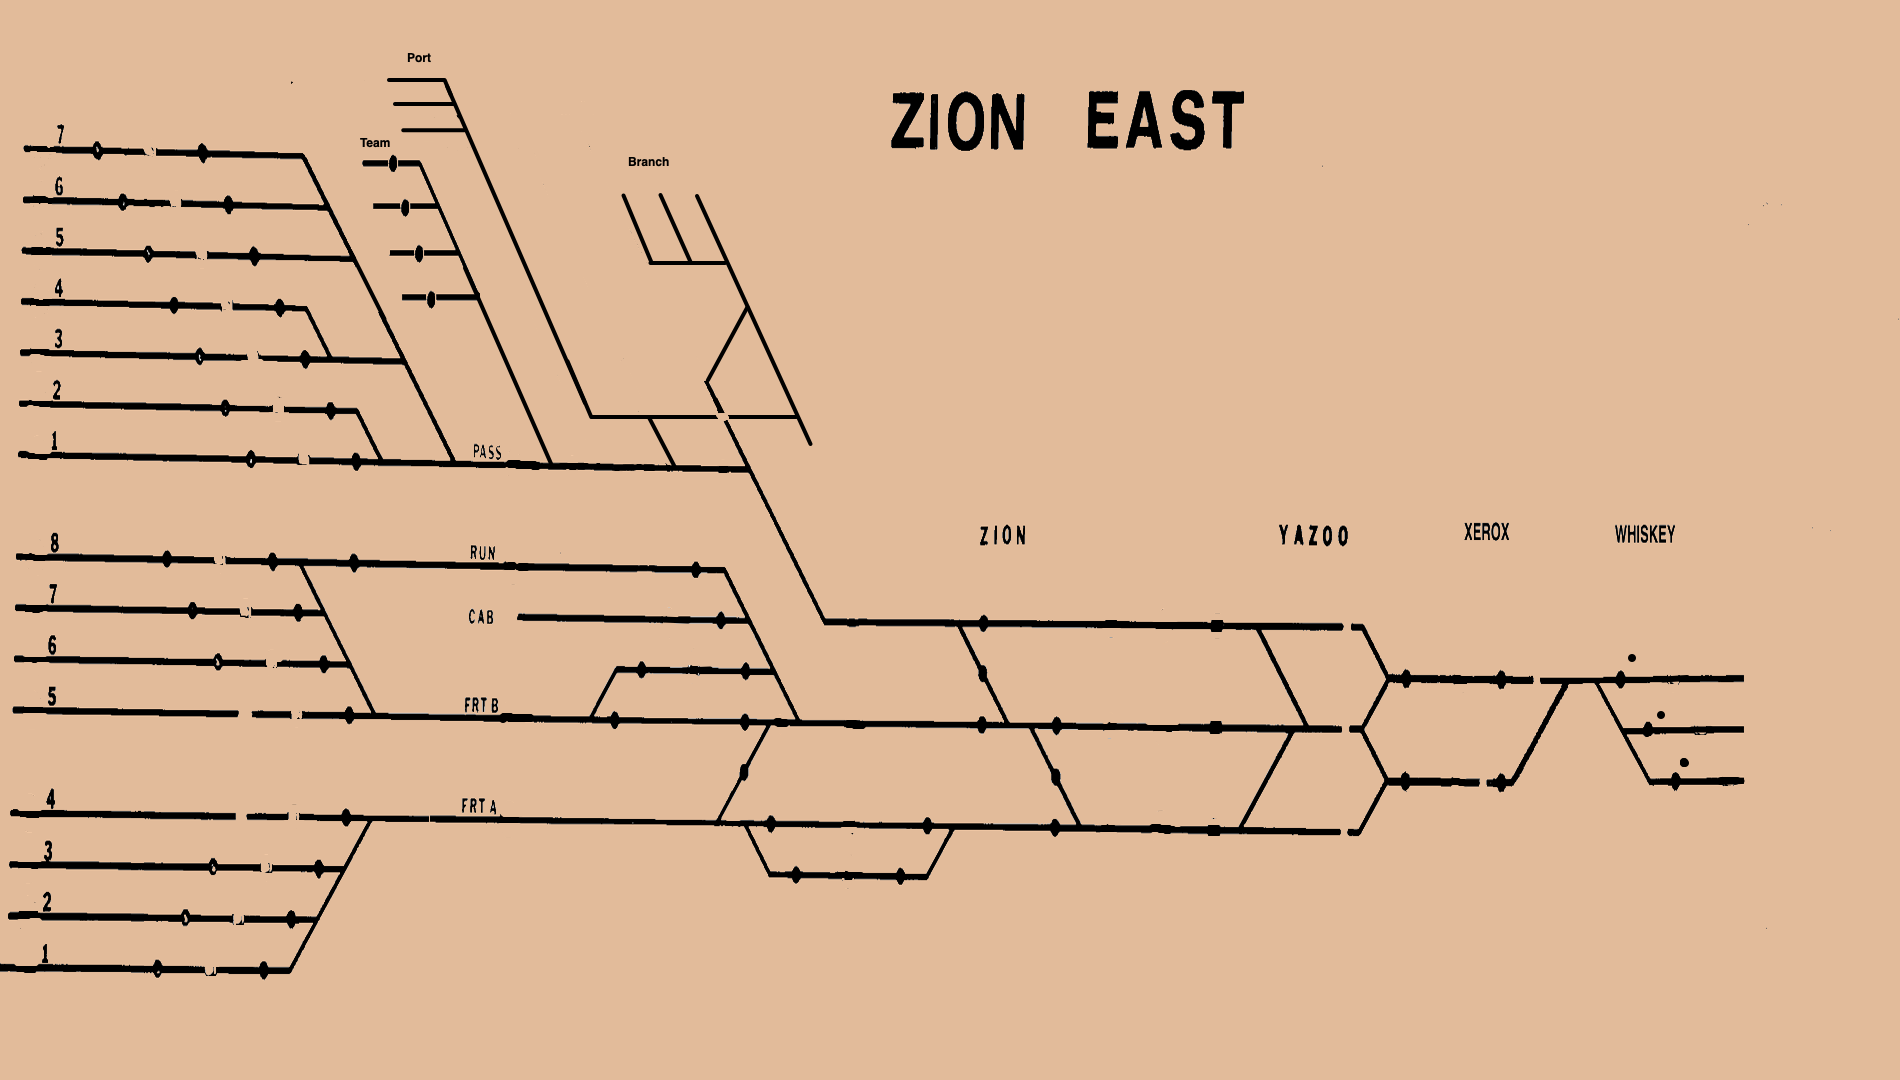 Port
ZION EAST
7
Team
Branch
6
5
4
3
2
1
PASS
ZION
YAZOO
XEROX
WHISKEY
8
RUN
7
CAB
6
5
FRT B
4
FRT A
3
2
1